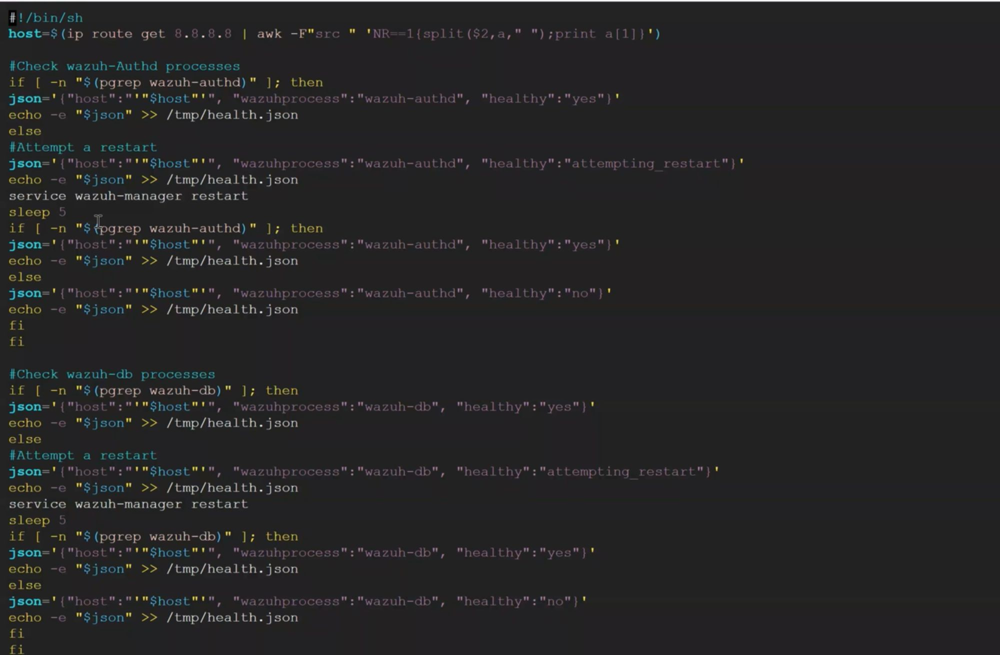 #!/bin/sh
host=$(ip route get 8.8.8.8 | awk -F"src " 'NR==1{split($2,a," ");print a[1]}')
#Check wazuh-Authd processes
if [ -n "$(pgrep wazuh-authd)" ]; then
json='{"host":"'"$host"'", "wazuhprocess":"wazuh-authd", "healthy":"yes"}'
echo -e "$json" >> /tmp/health.json
else
#Attempt a restart
json='{"host":"'"$host"'", "wazuhprocess":"wazuh-authd", "healthy":"attempting_restart"}'
echo -e "$json" >> /tmp/health.json
service wazuh-manager restart
sleep 5
if [ -n "$(pgrep wazuh-authd)" ]; then
json='{"host":"'"$host"'", "wazuhprocess":"wazuh-authd", "healthy":"yes"}'
echo -e "$json" >> /tmp/health.json
else
json='{"host":"'"$host"'", "wazuhprocess":"wazuh-authd", "healthy":"no"}'
echo -e "$json" >> /tmp/health.json
fi
fi
#Check wazuh-db processes
if [ -n "$(pgrep wazuh-db)" ]; then
json='{"host":"'"$host"'", "wazuhprocess":"wazuh-db", "healthy":"yes"}'
echo -e "$json" >> /tmp/health.json
else
#Attempt a restart
json='{"host":"'"$host"'", "wazuhprocess":"wazuh-db", "healthy":"attempting_restart"}'
echo -e "$json" >> /tmp/health.json
service wazuh-manager restart
sleep 5
if [ -n "$(pgrep wazuh-db)" ]; then
json='{"host":"'"$host"'", "wazuhprocess":"wazuh-db", "healthy":"yes"}'
echo -e "$json" >> /tmp/health.json
else
json='{"host":"'"$host"'", "wazuhprocess":"wazuh-db", "healthy":"no"}'
echo -e "$json" >> /tmp/health.json
fi
fi